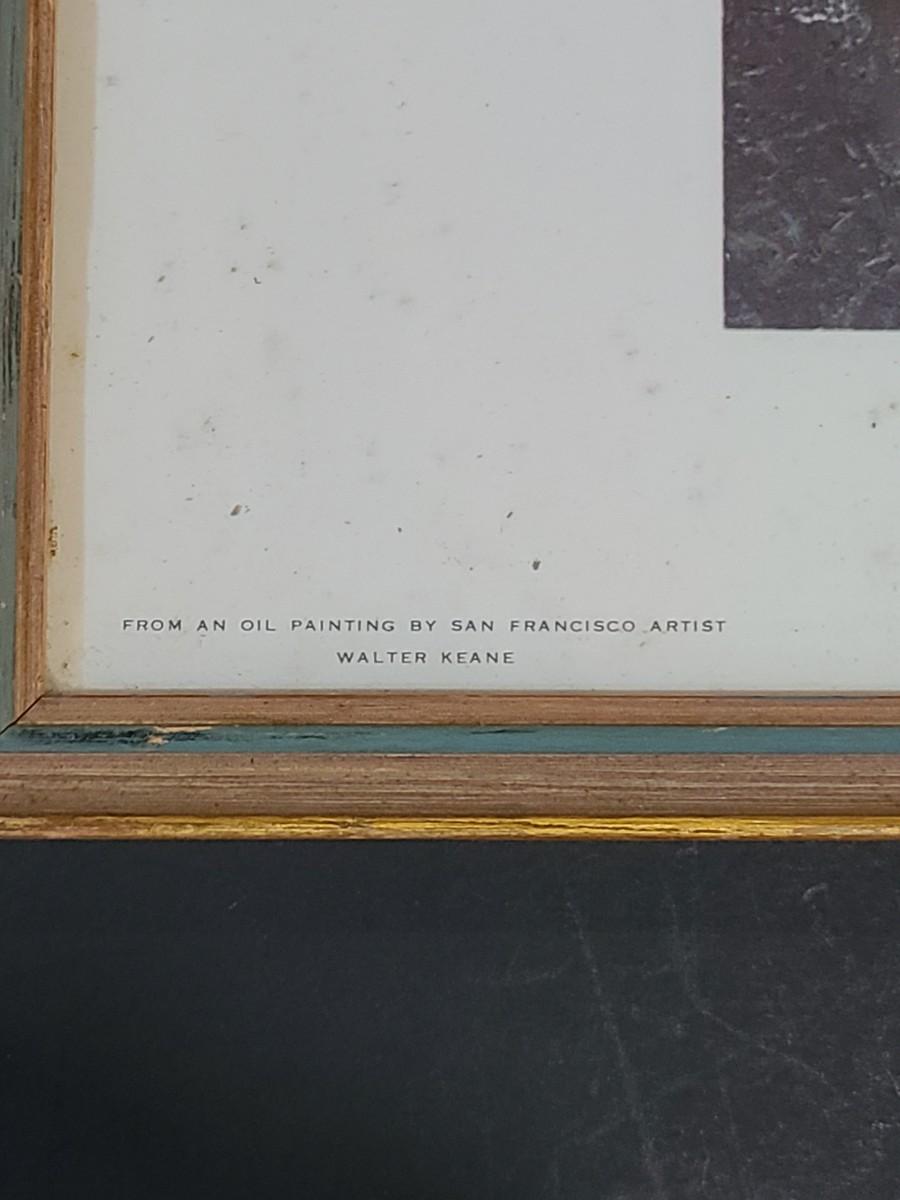 FROM AN OIL PAINTING BY SAN FRANCISCO ARTIST
WALTER KEANE